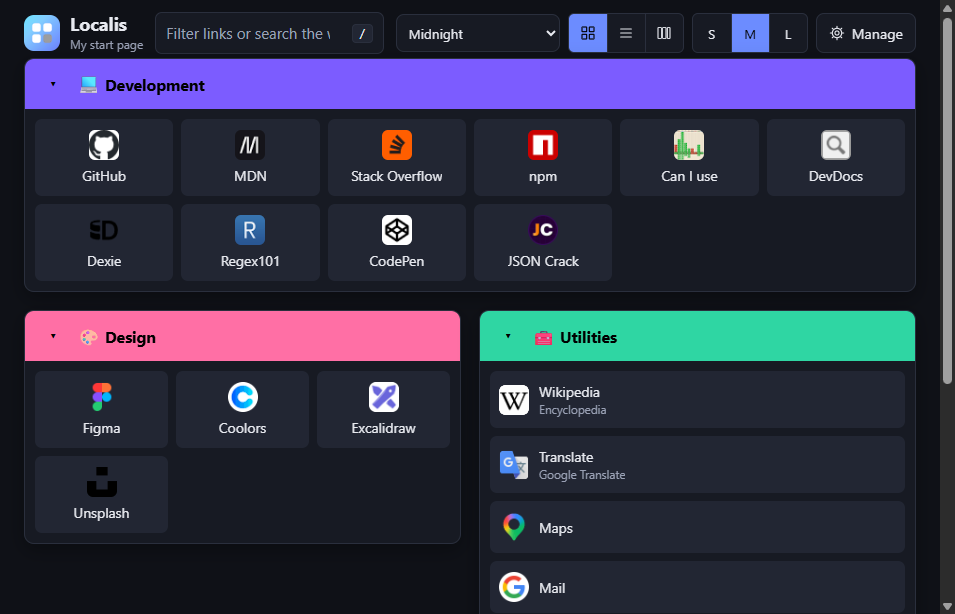 Localis
My start page
Filter links or search the
/
Midnight
S M L
Manage
Development
GitHub
MDN
Stack Overflow
npm
Can I use
DevDocs
Dexie
Regex101
CodePen
JSON Crack
Design
Figma
Coolors
Excalidraw
Unsplash
Utilities
Wikipedia
Encyclopedia
Translate
Google Translate
Maps
Mail